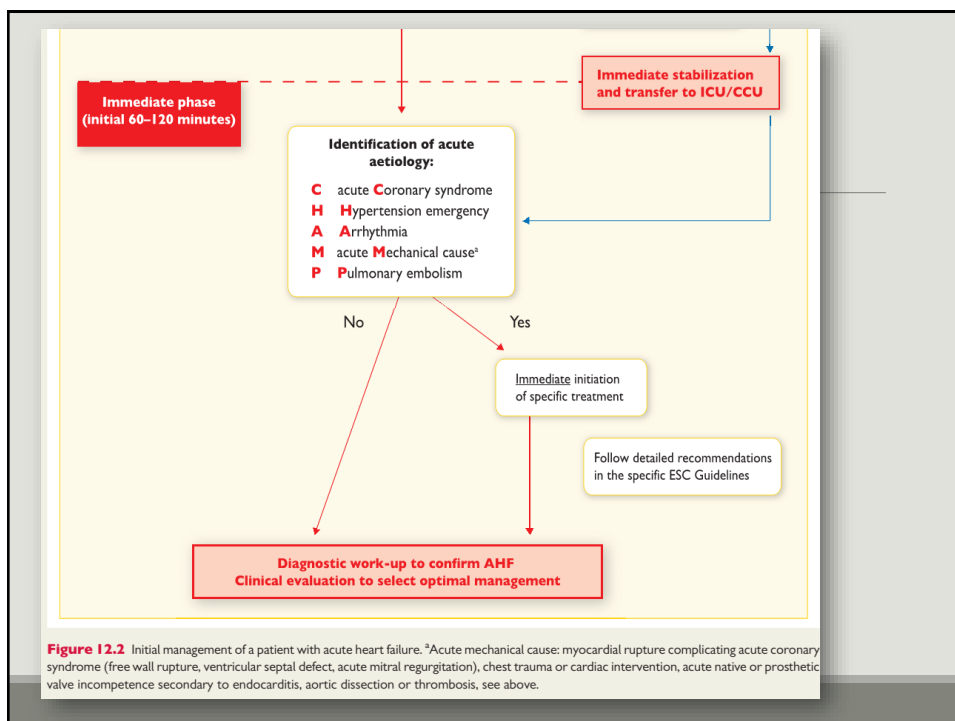 Immediate stabilization
and transfer to ICU/CCU
Immediate phase
(initial 60–120 minutes)
Identification of acute
aetiology:
C acute Coronary syndrome
H Hypertension emergency
A Arrhythmia
M acute Mechanical causeᵃ
P Pulmonary embolism
No
Yes
Immediate initiation
of specific treatment
Follow detailed recommendations
in the specific ESC Guidelines
Diagnostic work-up to confirm AHF
Clinical evaluation to select optimal management
Figure 12.2 Initial management of a patient with acute heart failure. ᵃAcute mechanical cause: myocardial rupture complicating acute coronary
syndrome (free wall rupture, ventricular septal defect, acute mitral regurgitation), chest trauma or cardiac intervention, acute native or prosthetic
valve incompetence secondary to endocarditis, aortic dissection or thrombosis, see above.